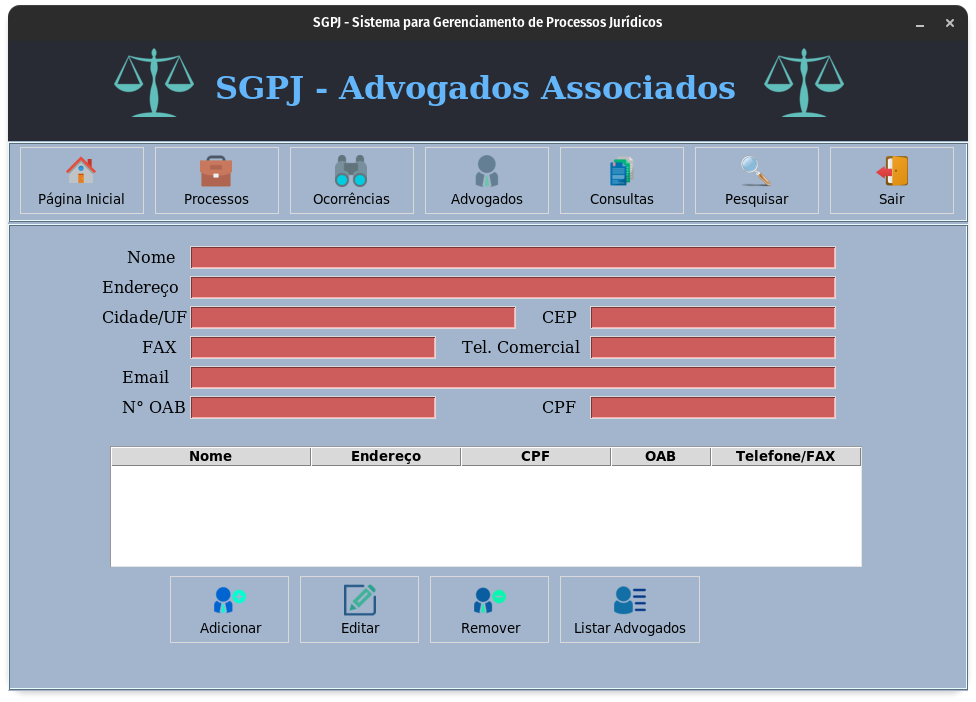 SGPJ - Sistema para Gerenciamento de Processos Jurídicos
SGPJ - Advogados Associados
Página Inicial Processos Ocorrências Advogados Consultas Pesquisar Sair
Nome
Endereço
Cidade/UF CEP
FAX Tel. Comercial
Email
N° OAB CPF
Nome Endereço CPF OAB Telefone/FAX
Adicionar Editar Remover Listar Advogados